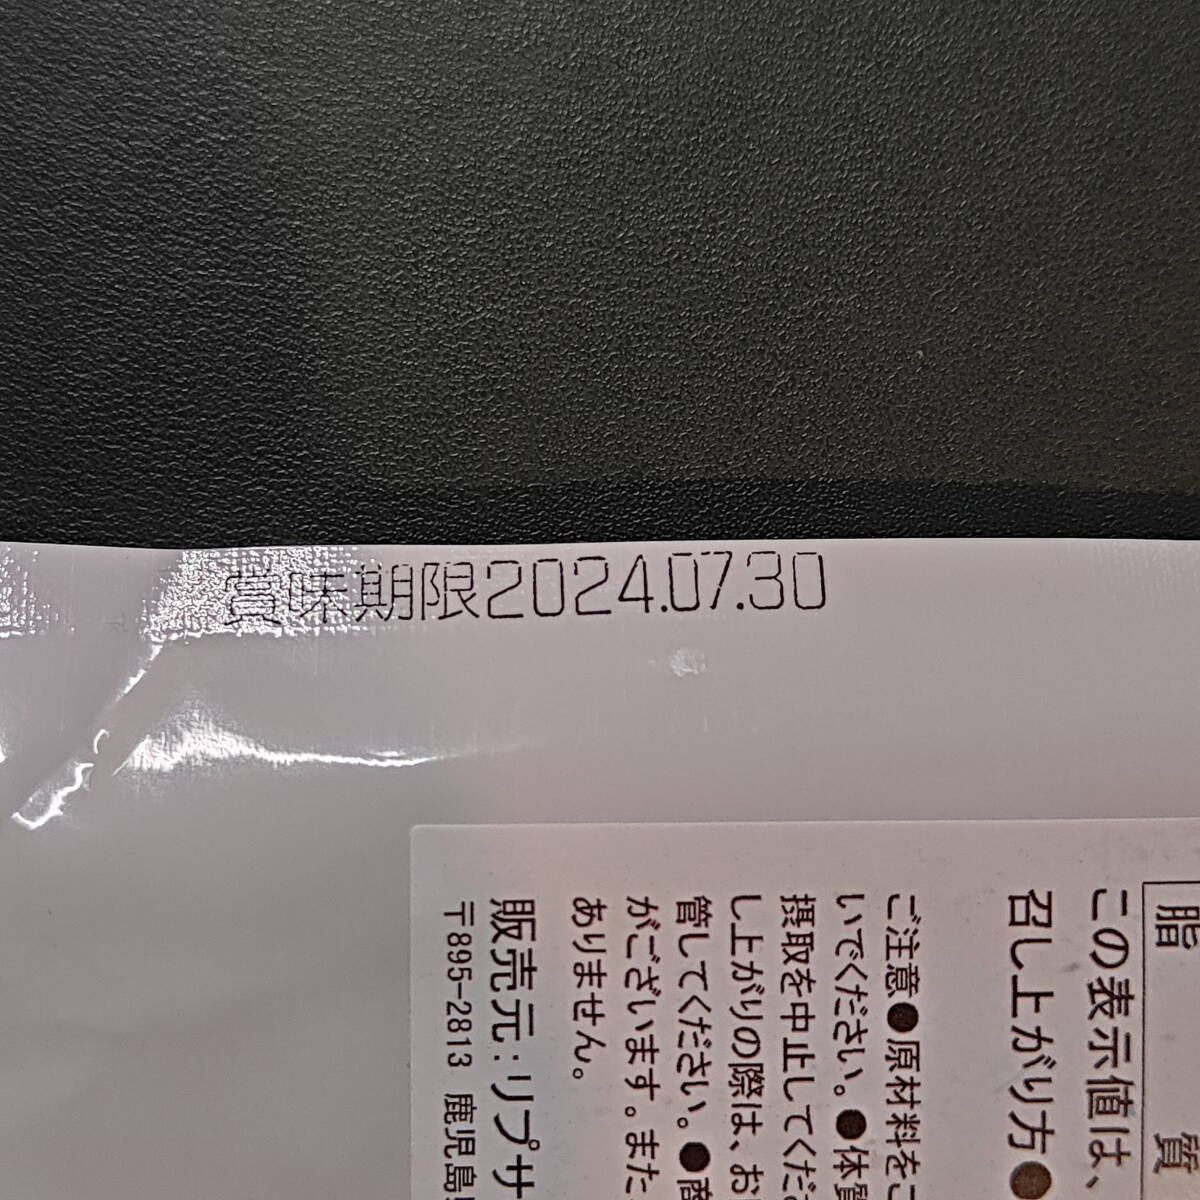 賞味期限2024.07.30
脂 質
この表示値は、
召し上がり方●
ご注意●原材料をご
いでください。●体質
摂取を中止してくださ
し上がりの際は、お
管してください。●商
がございます。また
ありません。
販売元:リプサ
〒895-2813 鹿児島